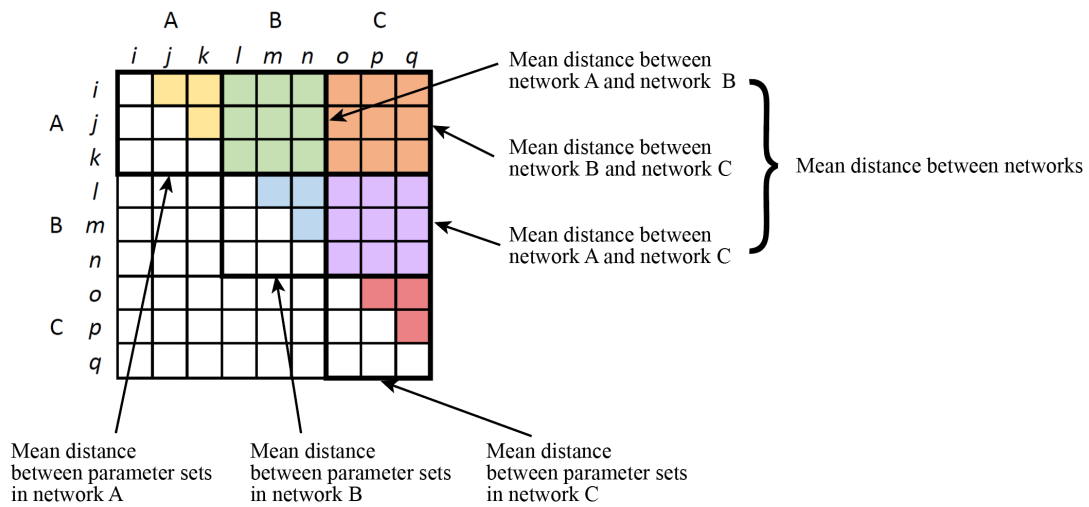 A B C
i j k l m n o p q
i
A j
k
l
B m
n
o
C p
q
Mean distance between
network A and network B
Mean distance between
network B and network C
Mean distance between
network A and network C
Mean distance between networks
Mean distance
between parameter sets
in network A
Mean distance
between parameter sets
in network B
Mean distance
between parameter sets
in network C